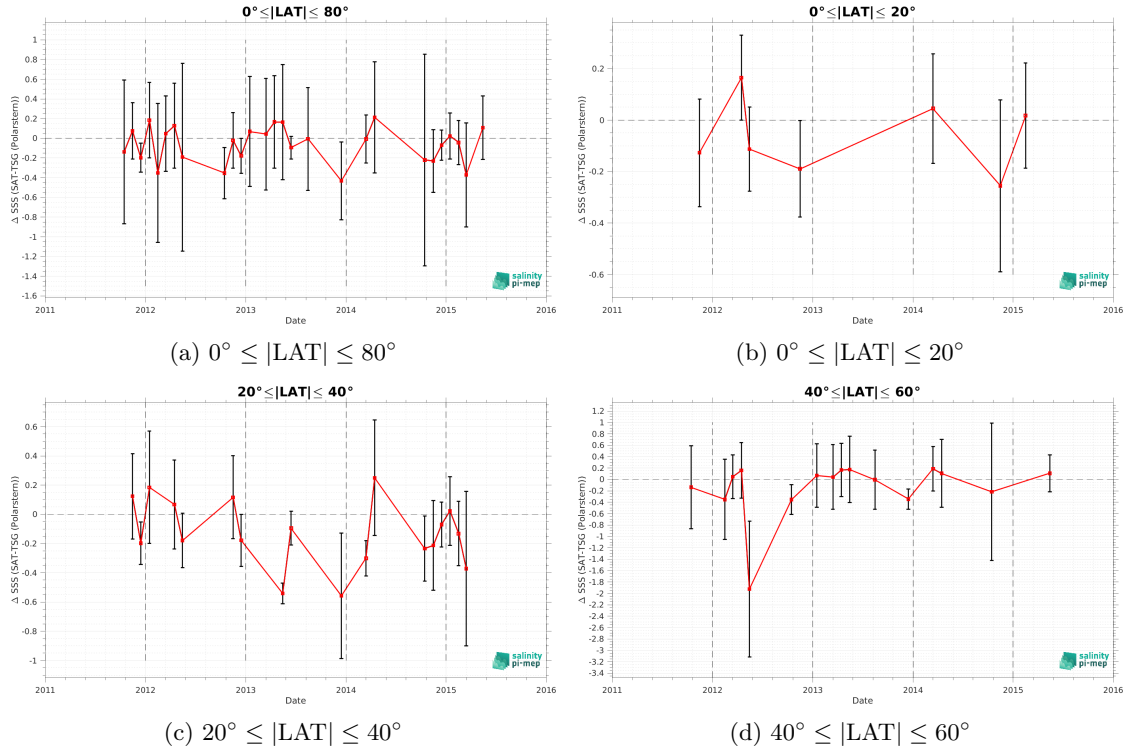 0°≤|LAT|≤ 80°
Δ SSS (SAT-TSG (Polarstern))
1
0.8
0.6
0.4
0.2
0
-0.2
-0.4
-0.6
-0.8
-1
-1.2
-1.4
-1.6
2011 2012 2013 2014 2015 2016
Date
salinity
pi-mep
(a) 0° ≤ |LAT| ≤ 80°
0°≤|LAT|≤ 20°
Δ SSS (SAT-TSG (Polarstern))
0.2
0
-0.2
-0.4
-0.6
2011 2012 2013 2014 2015 2016
Date
salinity
pi-mep
(b) 0° ≤ |LAT| ≤ 20°
20°≤|LAT|≤ 40°
Δ SSS (SAT-TSG (Polarstern))
0.6
0.4
0.2
0
-0.2
-0.4
-0.6
-0.8
-1
2011 2012 2013 2014 2015 2016
Date
salinity
pi-mep
(c) 20° ≤ |LAT| ≤ 40°
40°≤|LAT|≤ 60°
Δ SSS (SAT-TSG (Polarstern))
1.2
1
0.8
0.6
0.4
0.2
0
-0.2
-0.4
-0.6
-0.8
-1
-1.2
-1.4
-1.6
-1.8
-2
-2.2
-2.4
-2.6
-2.8
-3
-3.2
-3.4
2011 2012 2013 2014 2015 2016
Date
salinity
pi-mep
(d) 40° ≤ |LAT| ≤ 60°